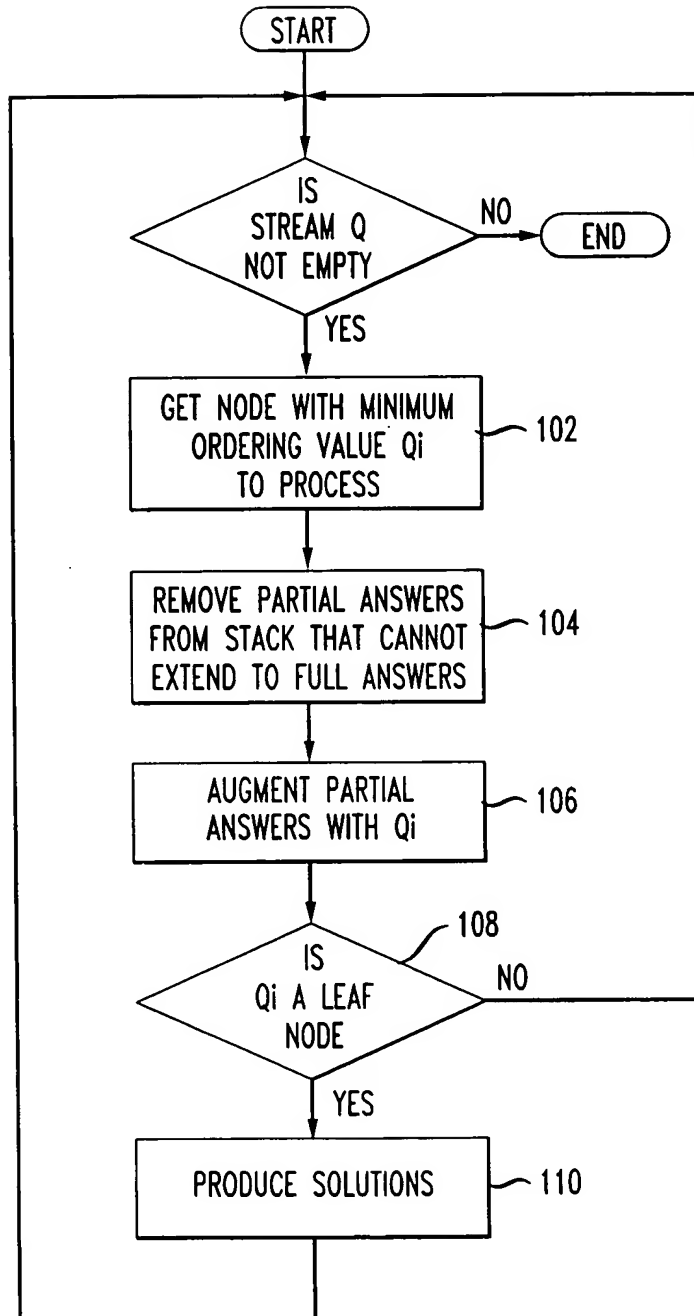 START
IS
STREAM Q
NOT EMPTY
NO
END
YES
GET NODE WITH MINIMUM
ORDERING VALUE Qi
TO PROCESS
102
REMOVE PARTIAL ANSWERS
FROM STACK THAT CANNOT
EXTEND TO FULL ANSWERS
104
AUGMENT PARTIAL
ANSWERS WITH Qi
106
108
IS
Qi A LEAF
NODE
NO
YES
PRODUCE SOLUTIONS
110